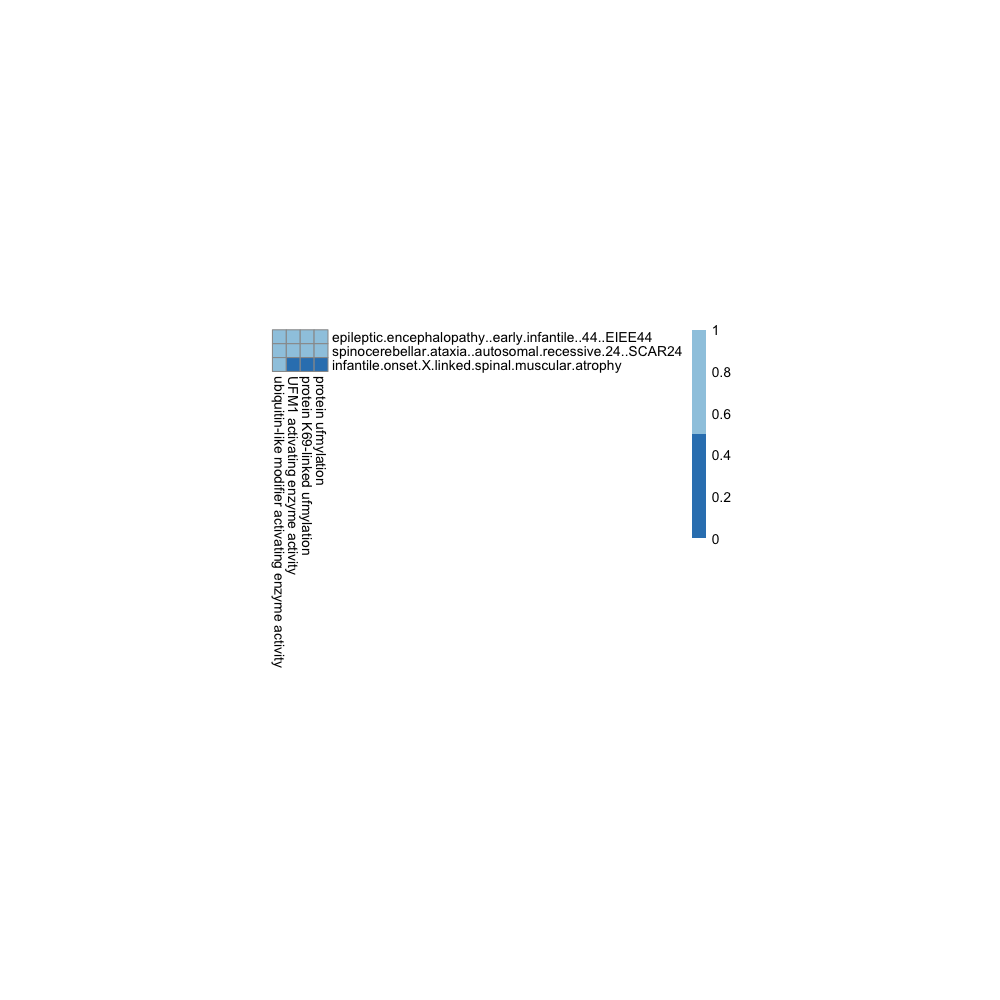 epileptic.encephalopathy..early.infantile..44..EIEE44
spinocerebellar.ataxia..autosomal.recessive.24..SCAR24
infantile.onset.X.linked.spinal.muscular.atrophy
ubiquitin-like modifier activating enzyme activity
UFM1 activating enzyme activity
protein K69-linked ufmylation
protein ufmylation
1
0.8
0.6
0.4
0.2
0